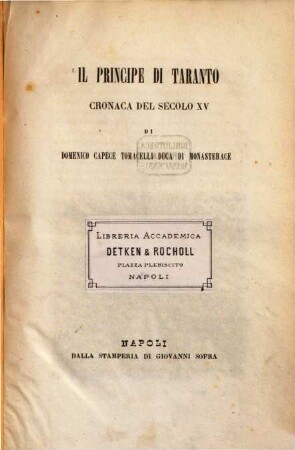 IL PRINCIPE DI TARANTO
CRONACA DEL SECOLO XV
DI
DOMENICO CAPECE TOMACELLI DUCA DI MONASTERACE
LIBRERIA ACCADEMICA
DETKEN & ROCHOLL
PIAZZA PLEBISCITO
NAPOLI
NAPOLI
DALLA STAMPERIA DI GIOVANNI SOFRA